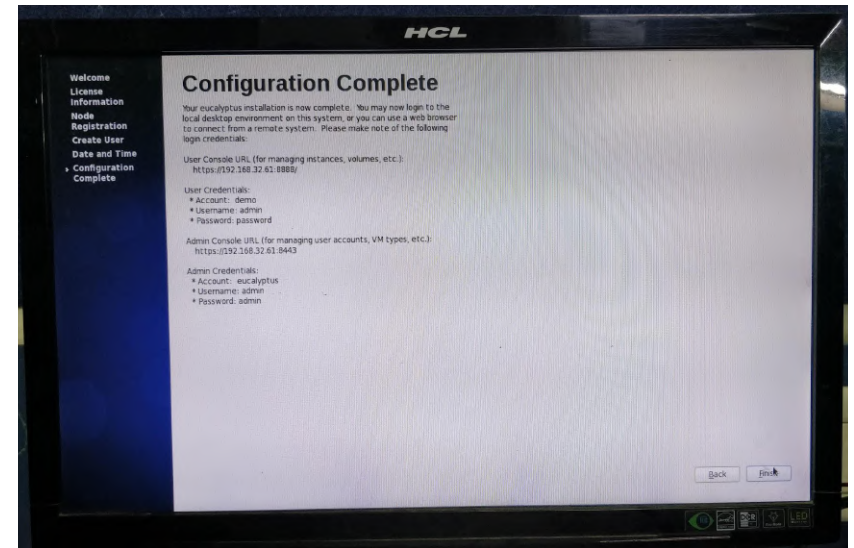 HCL
Welcome
License
Information
Node
Registration
Create User
Date and Time
Configuration
Complete
Configuration Complete
Your eucalyptus installation is now complete. You may now login to the
local desktop environment on this system, or you can use a web browser
to connect from a remote system. Please make note of the following
login credentials:
User Console URL (for managing instances, volumes, etc.):
https://192.168.32.61:8888/
User Credentials:
* Account: demo
* Username: admin
* Password: password
Admin Console URL (for managing user accounts, VM types, etc.):
https://192.168.32.61:8443
Admin Credentials:
* Account: eucalyptus
* Username: admin
* Password: admin
Back
Finish
LED